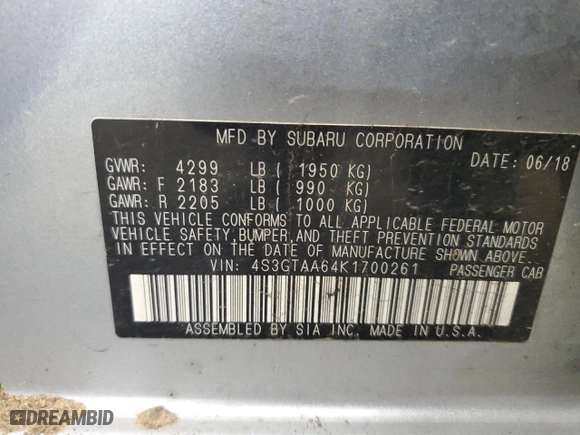 MFD BY SUBARU CORPORATION
GVWR: 4299 LB ( 1950 KG) DATE: 06/18
GAWR: F 2183 LB ( 990 KG)
GAWR: R 2205 LB ( 1000 KG)
THIS VEHICLE CONFORMS TO ALL APPLICABLE FEDERAL MOTOR
VEHICLE SAFETY, BUMPER, AND THEFT PREVENTION STANDARDS
IN EFFECT ON THE DATE OF MANUFACTURE SHOWN ABOVE.
VIN: 4S3GTAA64K1700261 PASSENGER CAR
ASSEMBLED BY SIA INC. MADE IN U.S.A.
DREAMBID